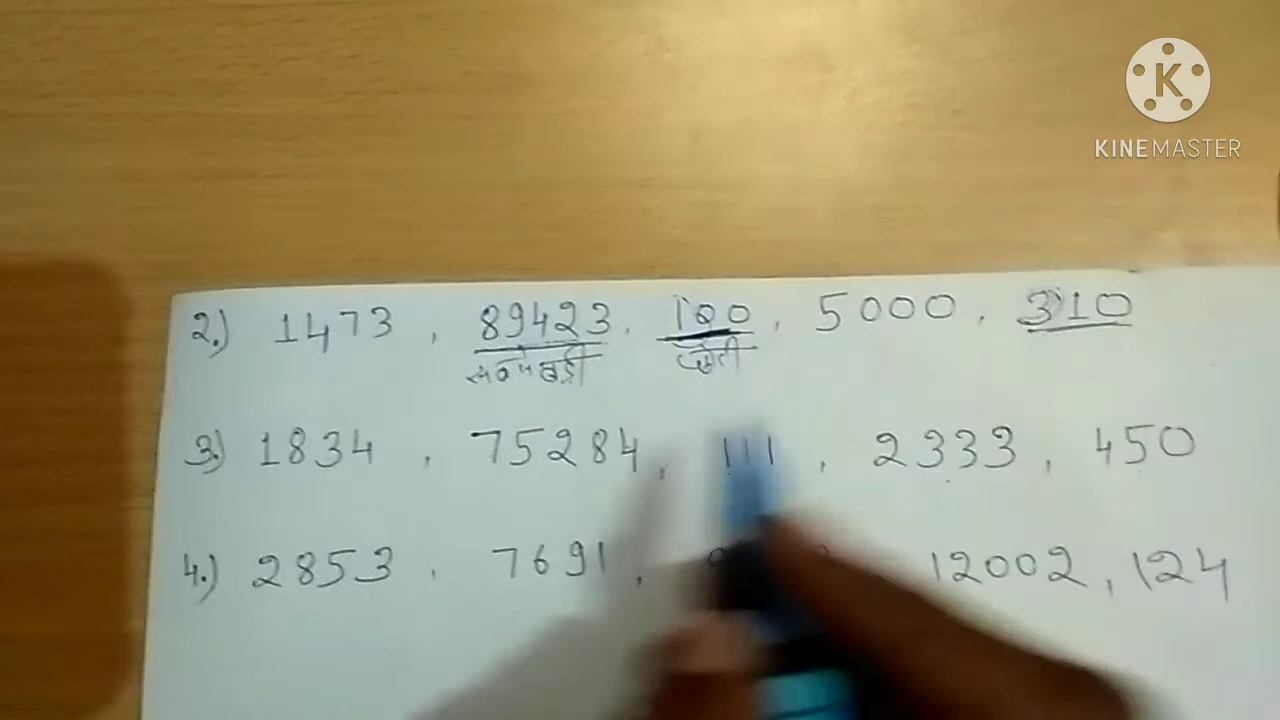 K
KINEMASTER
2.) 1473 , 89423 , 100 , 5000 , 310
सबसे बड़ी छोटी
3.) 1834 , 75284 , 111 , 2333 , 450
4.) 2853 , 7691 , 12002 , 124